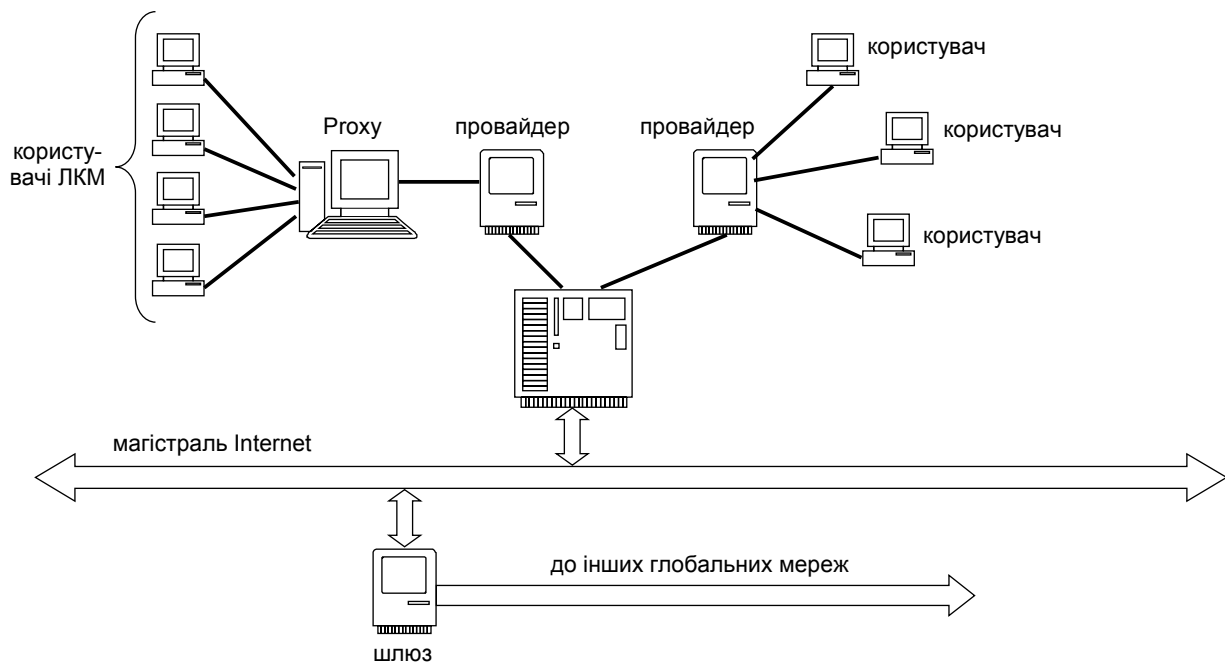 користувач
Proxy
провайдер
провайдер
користувач
користу-
вачі ЛКМ
користувач
магістраль Internet
до інших глобальних мереж
шлюз